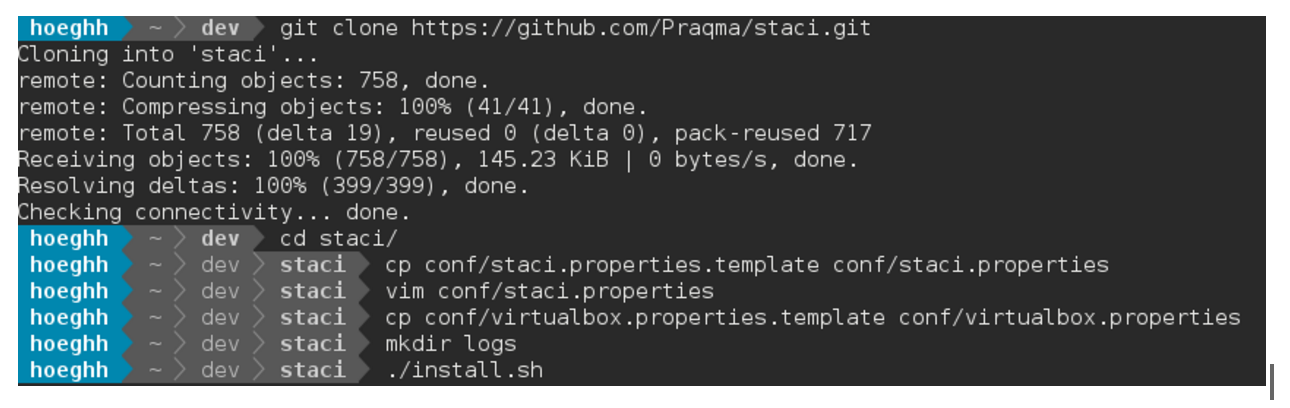 hoeghh ~ dev git clone https://github.com/Praqma/staci.git
Cloning into 'staci'...
remote: Counting objects: 758, done.
remote: Compressing objects: 100% (41/41), done.
remote: Total 758 (delta 19), reused 0 (delta 0), pack-reused 717
Receiving objects: 100% (758/758), 145.23 KiB | 0 bytes/s, done.
Resolving deltas: 100% (399/399), done.
Checking connectivity... done.
hoeghh ~ dev cd staci/
hoeghh ~ dev staci cp conf/staci.properties.template conf/staci.properties
hoeghh ~ dev staci vim conf/staci.properties
hoeghh ~ dev staci cp conf/virtualbox.properties.template conf/virtualbox.properties
hoeghh ~ dev staci mkdir logs
hoeghh ~ dev staci ./install.sh